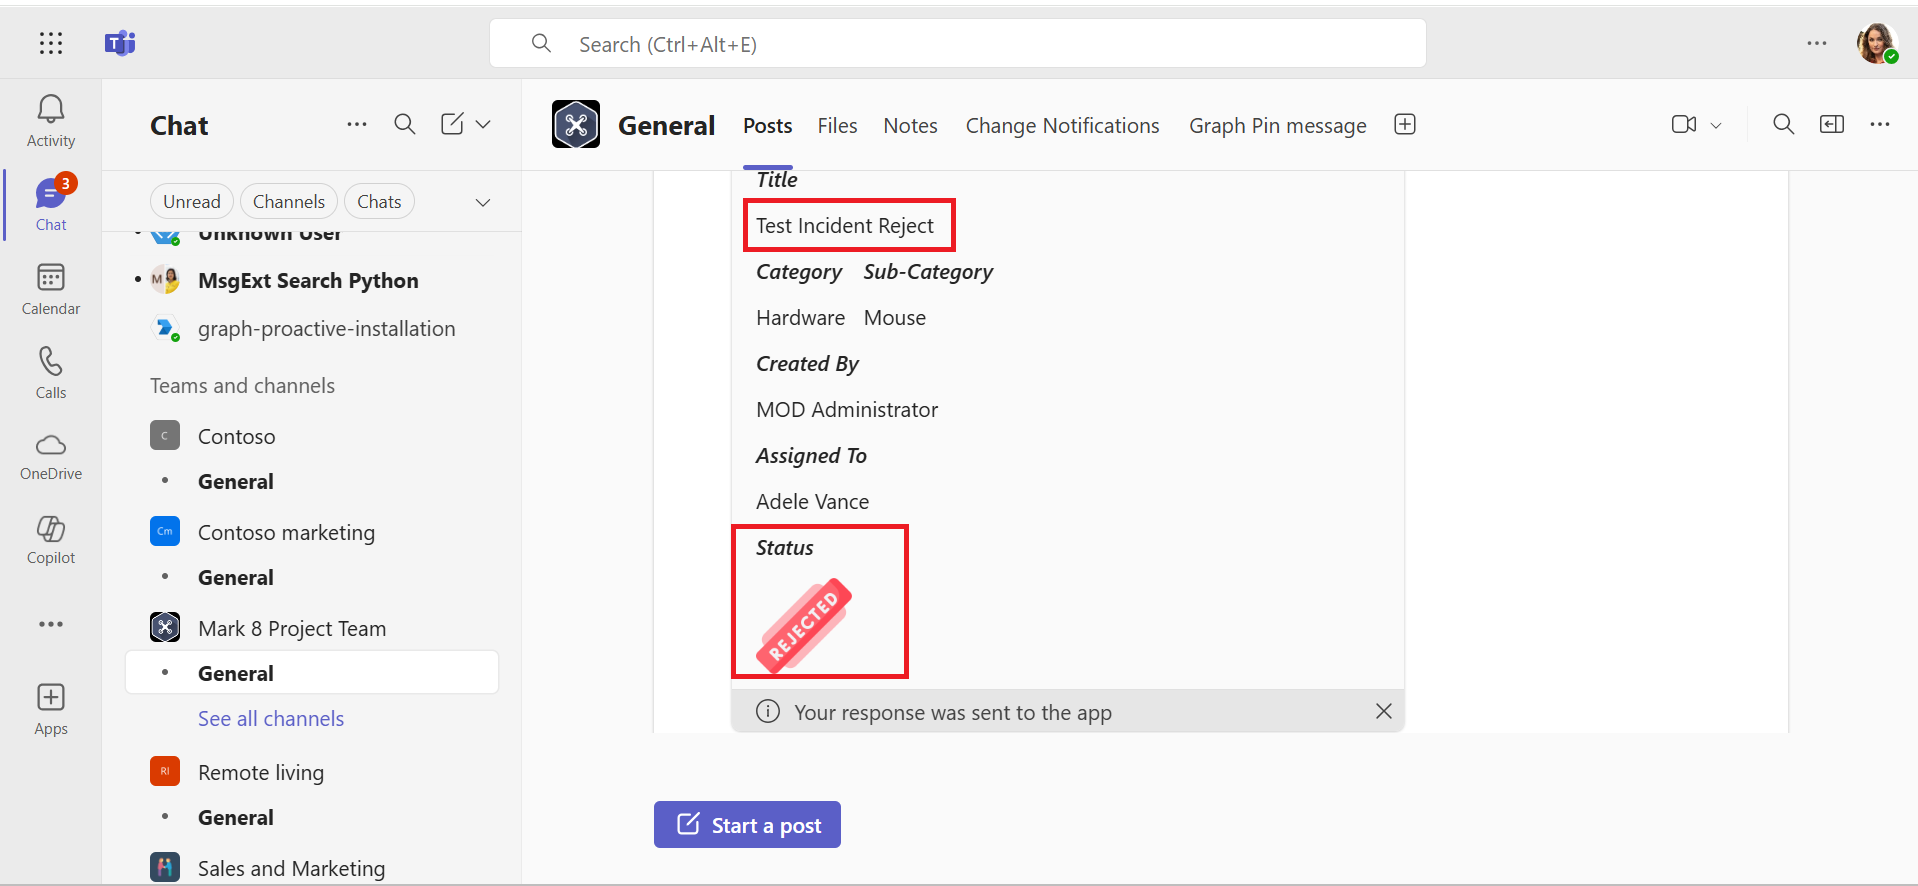 Search (Ctrl+Alt+E)
Activity
3
Chat
Calendar
Calls
OneDrive
Copilot
Apps
Chat
Unread Channels Chats
Unknown User
M
MsgExt Search Python
graph-proactive-installation
Teams and channels
C
Contoso
General
Cm
Contoso marketing
General
Mark 8 Project Team
General
See all channels
RI
Remote living
General
Sales and Marketing
General Posts Files Notes Change Notifications Graph Pin message
Title
Test Incident Reject
Category Sub-Category
Hardware Mouse
Created By
MOD Administrator
Assigned To
Adele Vance
Status
REJECTED
Your response was sent to the app
Start a post